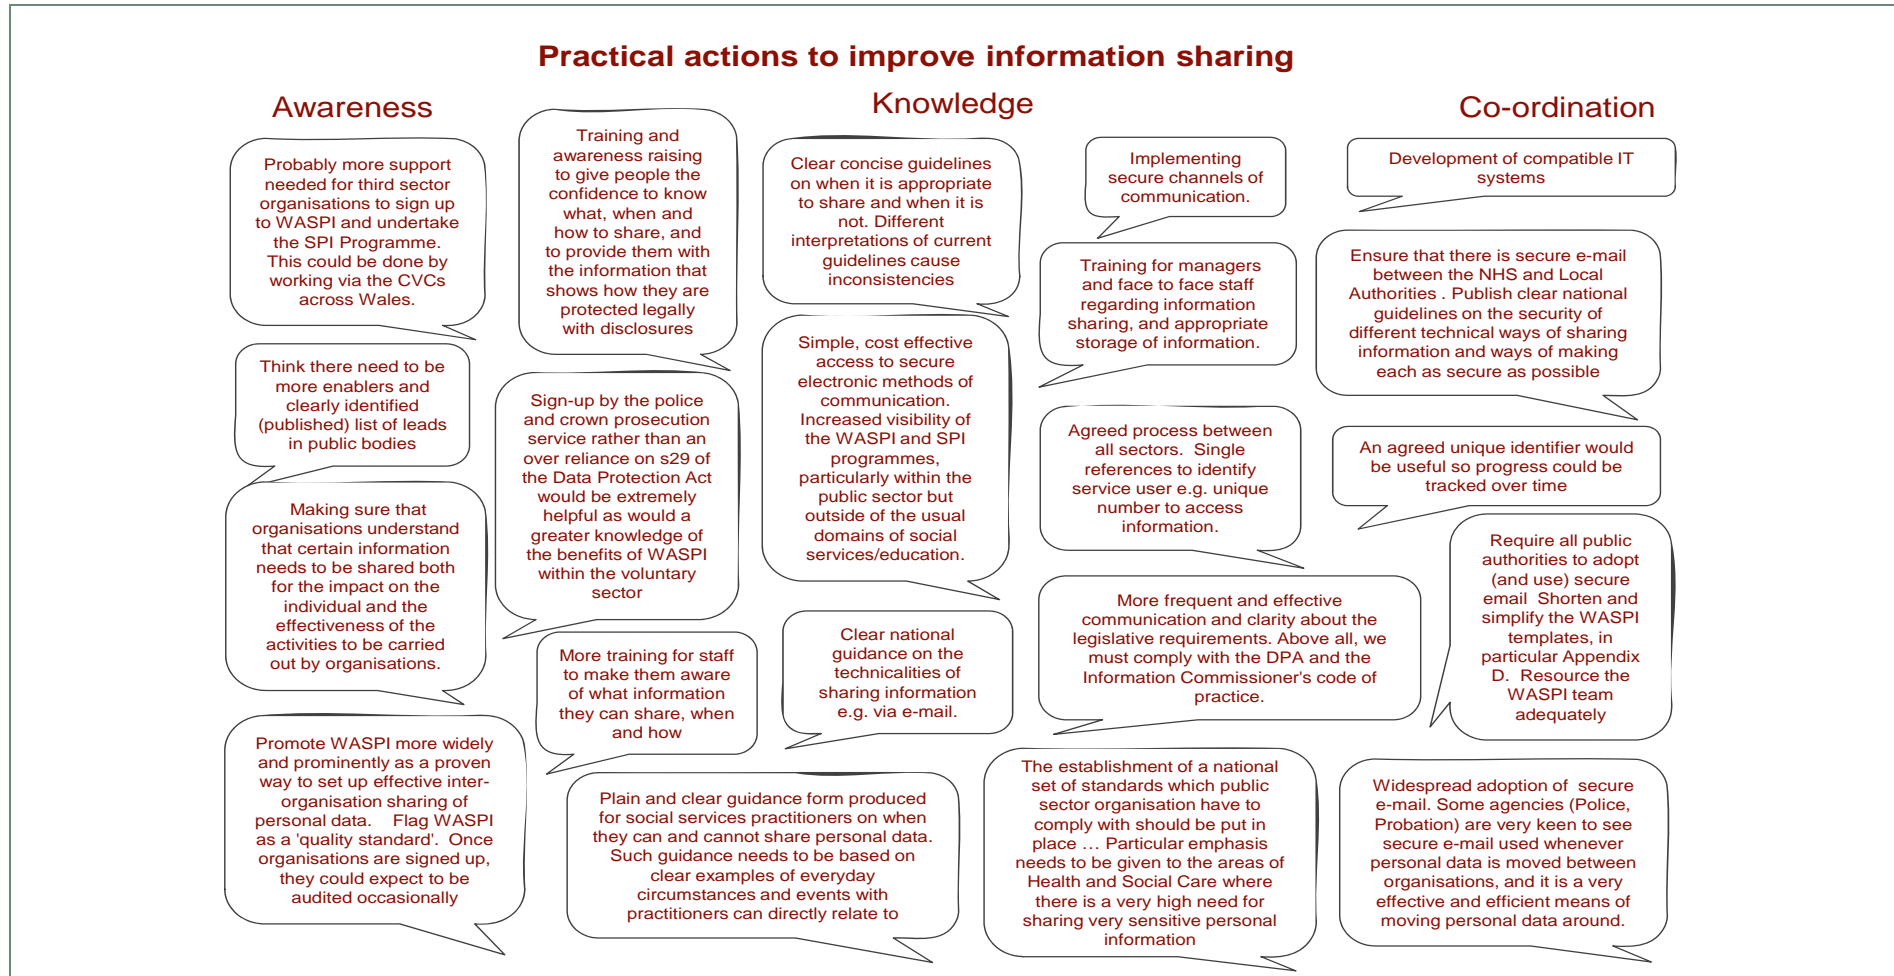 Practical actions to improve information sharing
Awareness
Knowledge
Co-ordination
Probably more support
needed for third sector
organisations to sign up
to WASPI and undertake
the SPI Programme.
This could be done by
working via the CVCs
across Wales.
Think there need to be
more enablers and
clearly identified
(published) list of leads
in public bodies
Making sure that
organisations understand
that certain information
needs to be shared both
for the impact on the
individual and the
effectiveness of the
activities to be carried
out by organisations.
Promote WASPI more widely
and prominently as a proven
way to set up effective inter-
organisation sharing of
personal data.    Flag WASPI
as a 'quality standard'.  Once
organisations are signed up,
they could expect to be
audited occasionally
Training and
awareness raising
to give people the
confidence to know
what, when and
how to share, and
to provide them with
the information that
shows how they are
protected legally
with disclosures
Sign-up by the police
and crown prosecution
service rather than an
over reliance on s29 of
the Data Protection Act
would be extremely
helpful as would a
greater knowledge of
the benefits of WASPI
within the voluntary
sector
More training for staff
to make them aware
of what information
they can share, when
and how
Plain and clear guidance form produced
for social services practitioners on when
they can and cannot share personal data.
Such guidance needs to be based on
clear examples of everyday
circumstances and events with
practitioners can directly relate to
Clear concise guidelines
on when it is appropriate
to share and when it is
not. Different
interpretations of current
guidelines cause
inconsistencies
Simple, cost effective
access to secure
electronic methods of
communication.
Increased visibility of
the WASPI and SPI
programmes,
particularly within the
public sector but
outside of the usual
domains of social
services/education.
Clear national
guidance on the
technicalities of
sharing information
e.g. via e-mail.
Implementing
secure channels of
communication.
Training for managers
and face to face staff
regarding information
sharing, and appropriate
storage of information.
Agreed process between
all sectors.  Single
references to identify
service user e.g. unique
number to access
information.
More frequent and effective
communication and clarity about the
legislative requirements. Above all, we
must comply with the DPA and the
Information Commissioner's code of
practice.
The establishment of a national
set of standards which public
sector organisation have to
comply with should be put in
place … Particular emphasis
needs to be given to the areas of
Health and Social Care where
there is a very high need for
sharing very sensitive personal
information
Development of compatible IT
systems
Ensure that there is secure e-mail
between the NHS and Local
Authorities . Publish clear national
guidelines on the security of
different technical ways of sharing
information and ways of making
each as secure as possible
An agreed unique identifier would
be useful so progress could be
tracked over time
Require all public
authorities to adopt
(and use) secure
email  Shorten and
simplify the WASPI
templates, in
particular Appendix
D.  Resource the
WASPI team
adequately
Widespread adoption of  secure
e-mail. Some agencies (Police,
Probation) are very keen to see
secure e-mail used whenever
personal data is moved between
organisations, and it is a very
effective and efficient means of
moving personal data around.